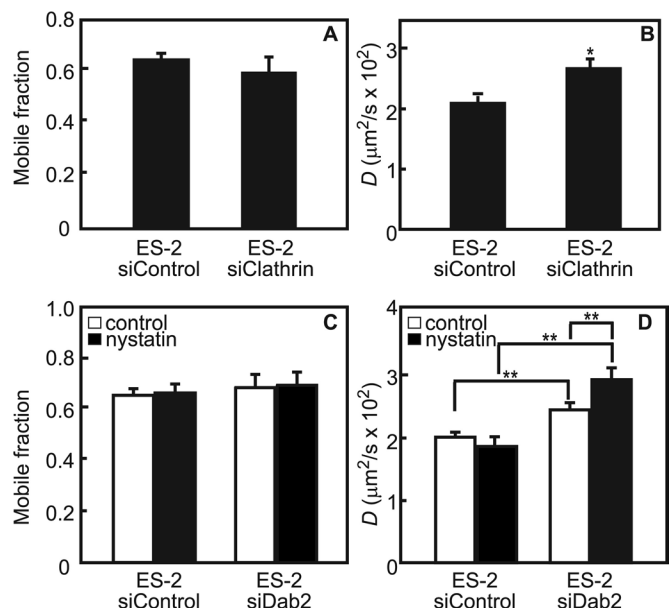 A
Mobile fraction
0.8
0.6
0.4
0.2
0
ES-2
siControl
ES-2
siClathrin
B
D (μm²/s x 10²)
3
2
1
0
*
ES-2
siControl
ES-2
siClathrin
C
Mobile fraction
1.0
0.8
0.6
0.4
0.2
0
control
nystatin
ES-2
siControl
ES-2
siDab2
D
D (μm²/s x 10²)
4
3
2
1
0
control
nystatin
**
**
**
ES-2
siControl
ES-2
siDab2